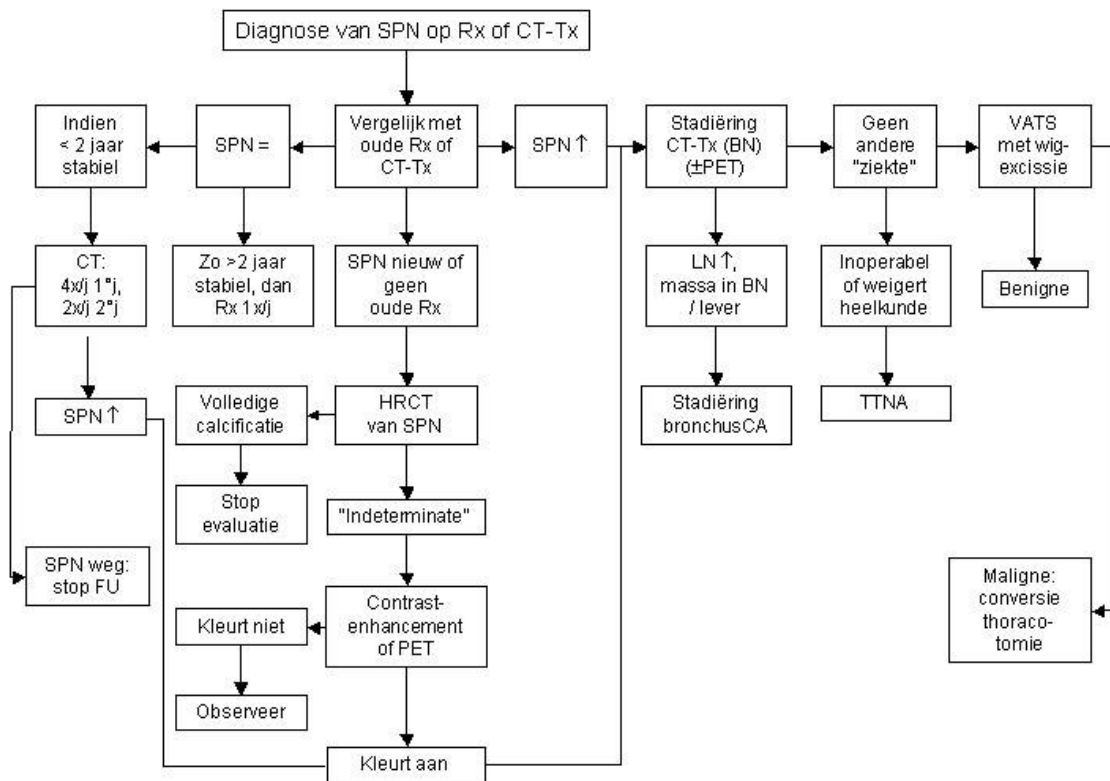 Diagnose van SPN op Rx of CT-Tx
Indien
< 2 jaar
stabiel
SPN =
Vergelijk met
oude Rx of
CT-Tx
SPN ↑
Stadiëring
CT-Tx (BN)
(±PET)
Geen
andere
"ziekte"
VATS
met wig-
excissie
CT:
4x/j 1°j,
2x/j 2°j
Zo >2 jaar
stabiel, dan
Rx 1x/j
SPN nieuw of
geen
oude Rx
LN ↑,
massa in BN
/ lever
Inoperabel
of weigert
heelkunde
Benigne
SPN ↑
Volledige
calcificatie
HRCT
van SPN
Stadiëring
bronchusCA
TTNA
Stop
evaluatie
"Indeterminate"
SPN weg:
stop FU
Kleurt niet
Contrast-
enhancement
of PET
Maligne:
conversie
thoraco-
tomie
Observeer
Kleurt aan